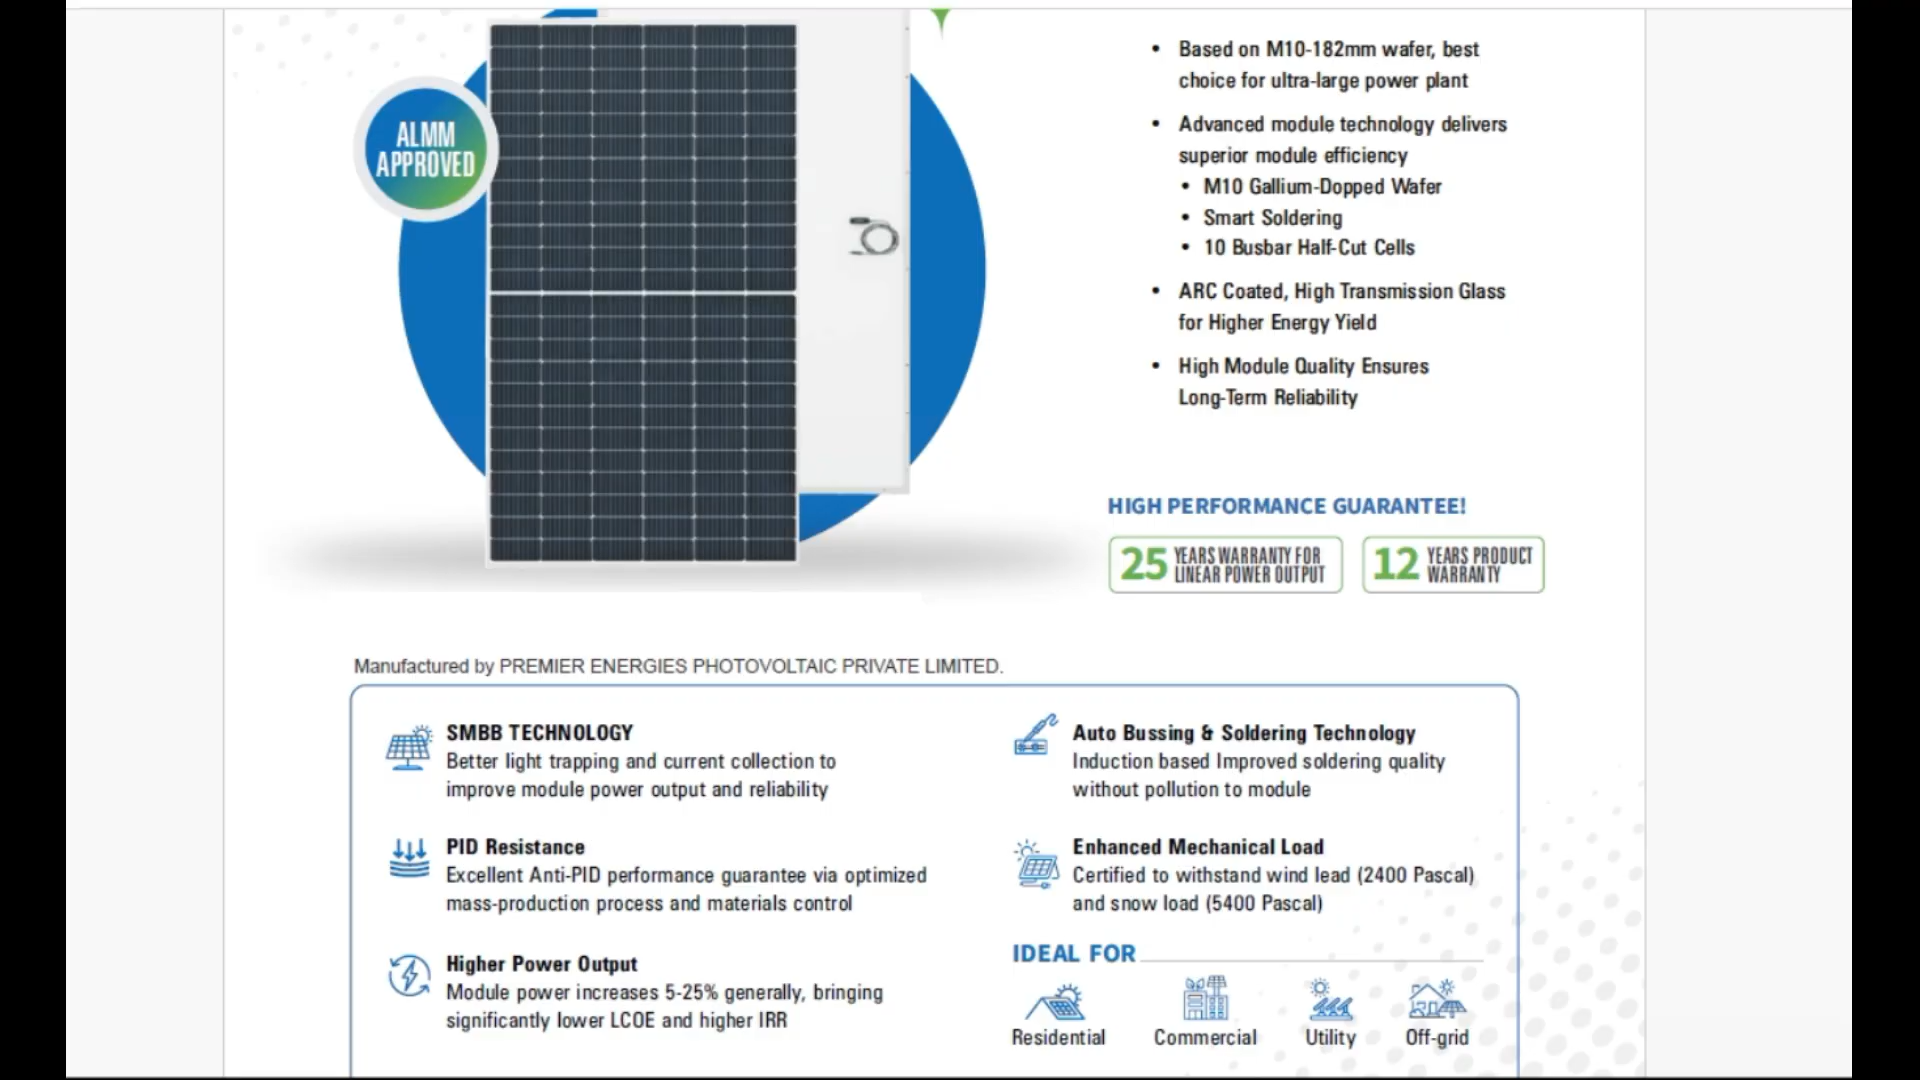 ALMM
APPROVED
• Based on M10-182mm wafer, best
choice for ultra-large power plant
• Advanced module technology delivers
superior module efficiency
• M10 Gallium-Dopped Wafer
• Smart Soldering
• 10 Busbar Half-Cut Cells
• ARC Coated, High Transmission Glass
for Higher Energy Yield
• High Module Quality Ensures
Long-Term Reliability
HIGH PERFORMANCE GUARANTEE!
25 YEARS WARRANTY FOR
LINEAR POWER OUTPUT
12 YEARS PRODUCT
WARRANTY
Manufactured by PREMIER ENERGIES PHOTOVOLTAIC PRIVATE LIMITED.
SMBB TECHNOLOGY
Better light trapping and current collection to
improve module power output and reliability
PID Resistance
Excellent Anti-PID performance guarantee via optimized
mass-production process and materials control
Higher Power Output
Module power increases 5-25% generally, bringing
significantly lower LCOE and higher IRR
Auto Bussing & Soldering Technology
Induction based Improved soldering quality
without pollution to module
Enhanced Mechanical Load
Certified to withstand wind lead (2400 Pascal)
and snow load (5400 Pascal)
IDEAL FOR
Residential
Commercial
Utility
Off-grid